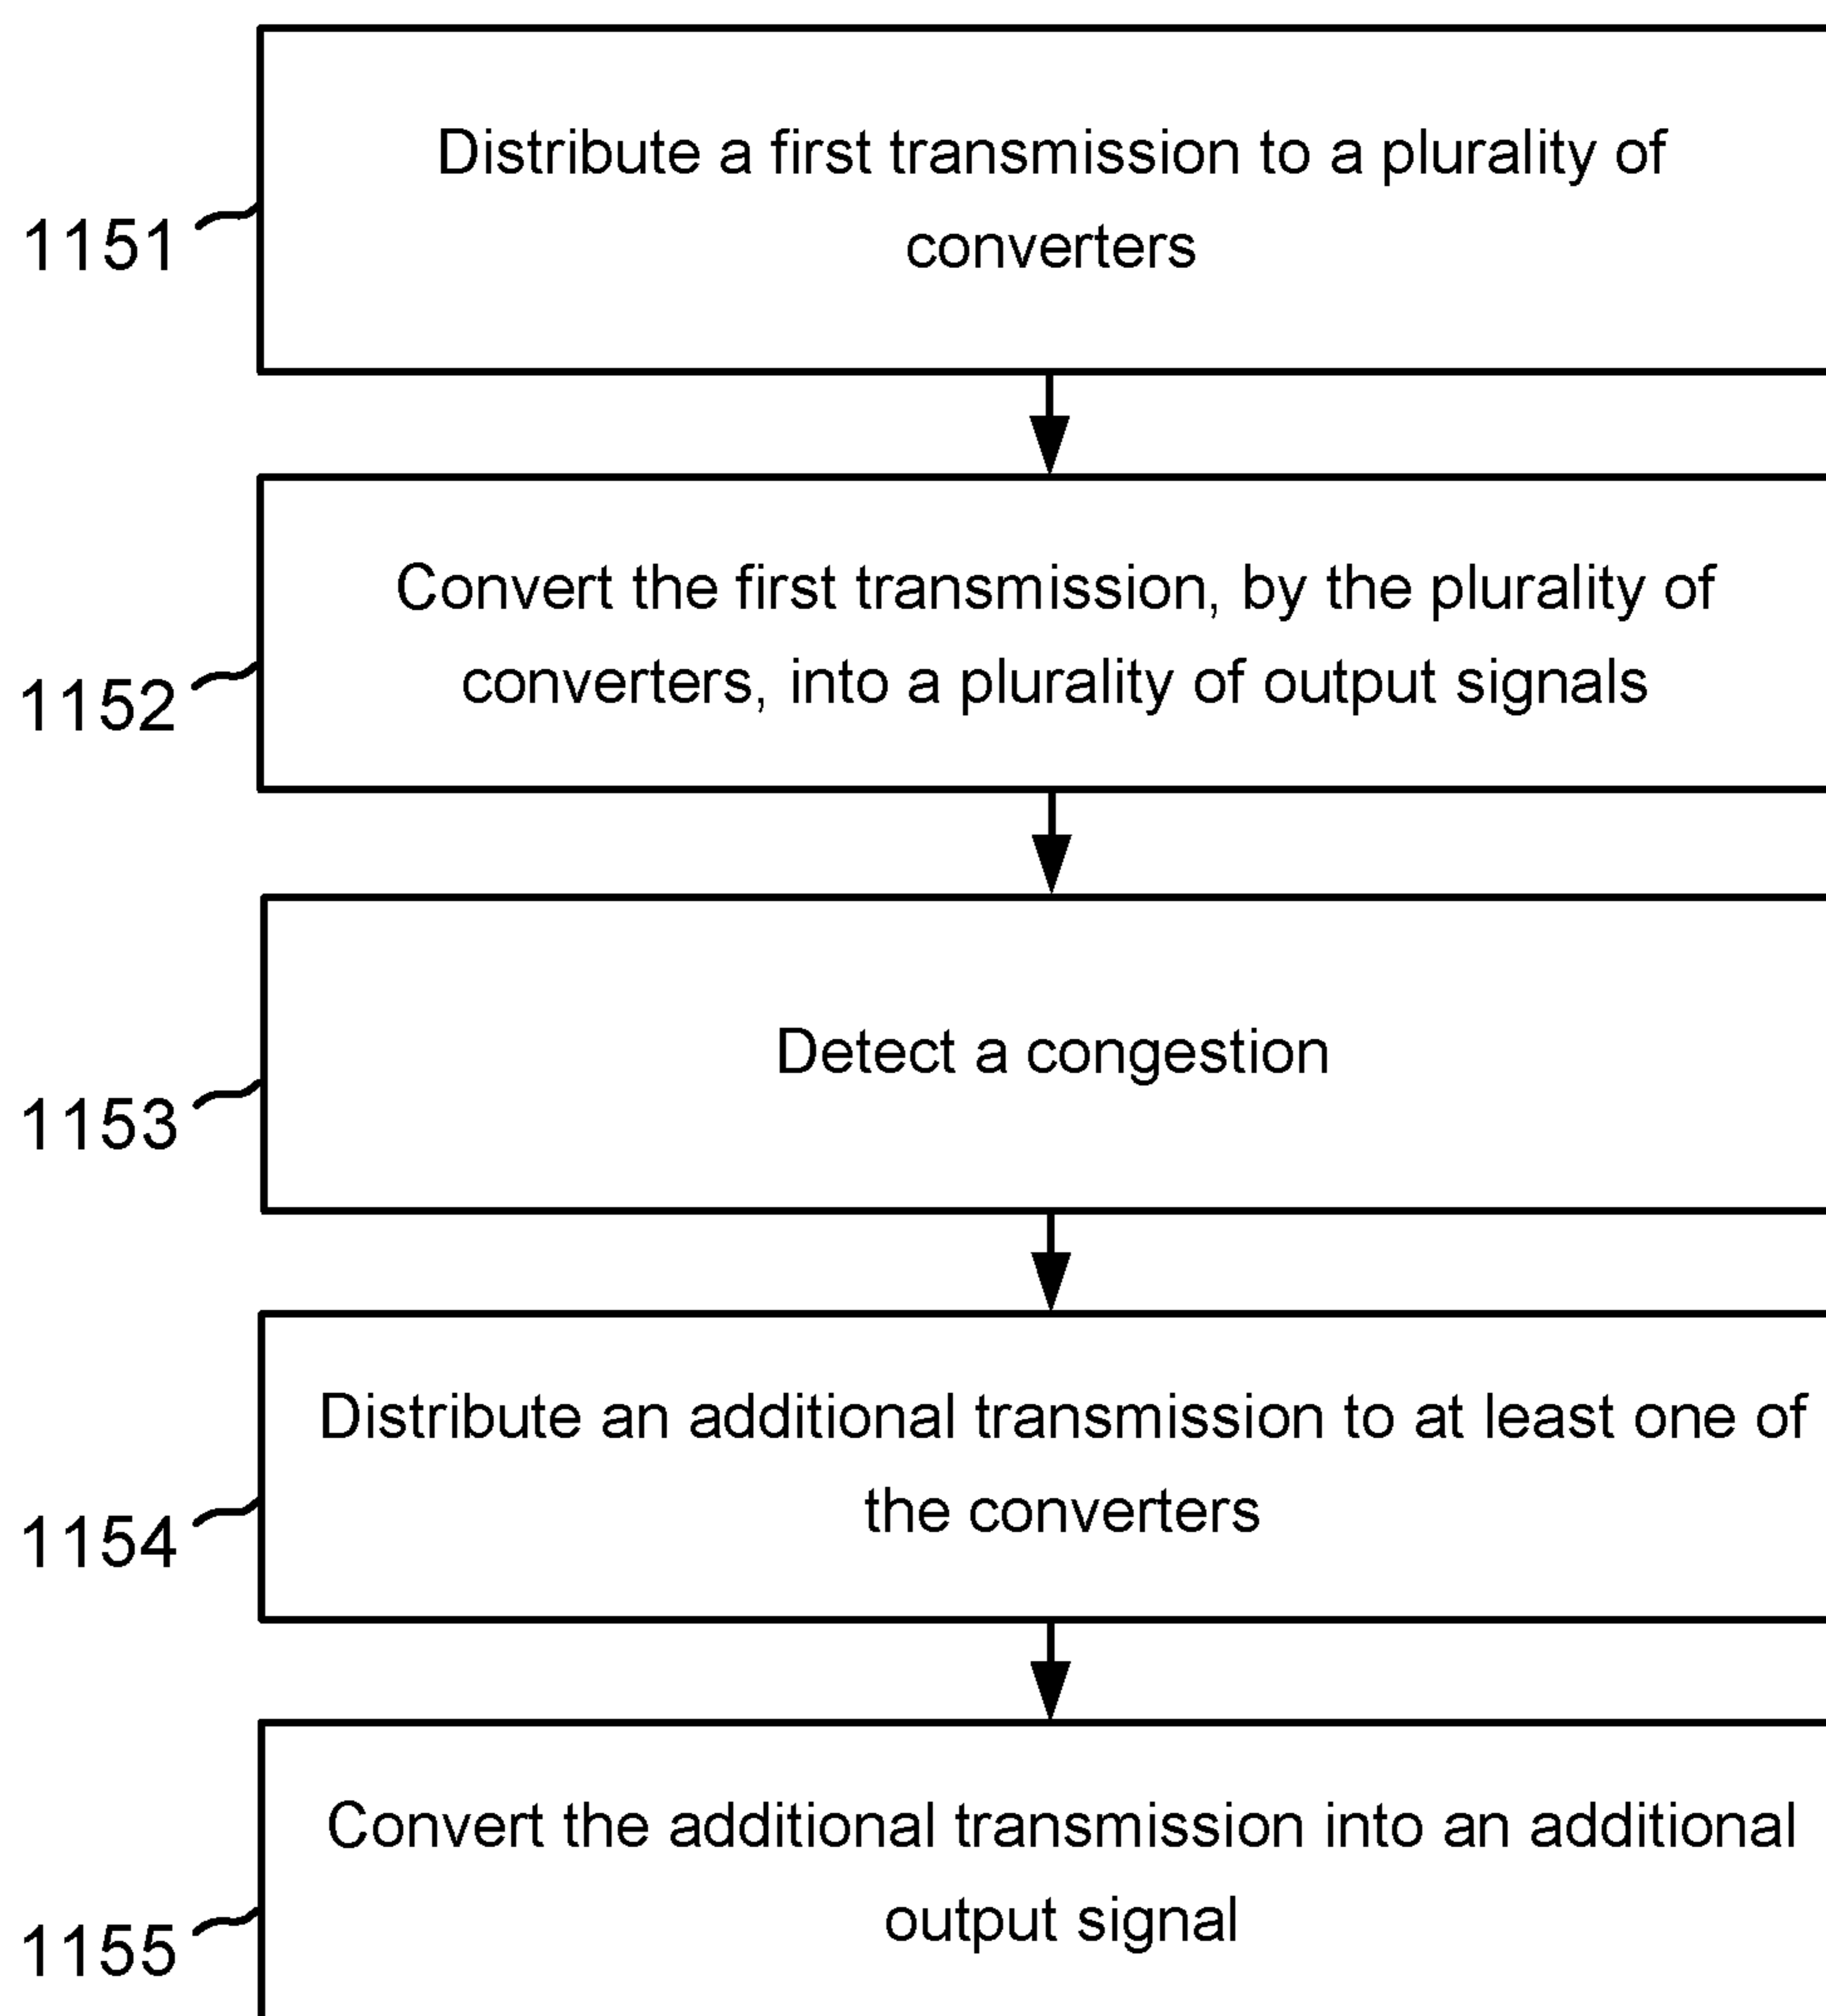 Distribute a first transmission to a plurality of
converters
1151
Convert the first transmission, by the plurality of
converters, into a plurality of output signals
1152
Detect a congestion
1153
Distribute an additional transmission to at least one of
the converters
1154
Convert the additional transmission into an additional
output signal
1155